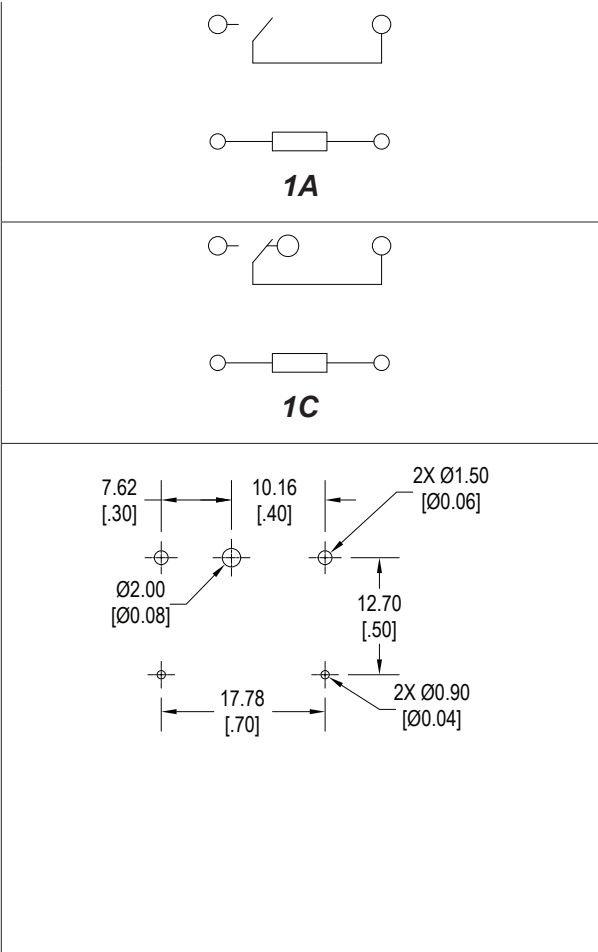 1A
1C
7.62
[.30]
10.16
[.40]
2X Ø1.50
[Ø0.06]
Ø2.00
[Ø0.08]
12.70
[.50]
17.78
[.70]
2X Ø0.90
[Ø0.04]